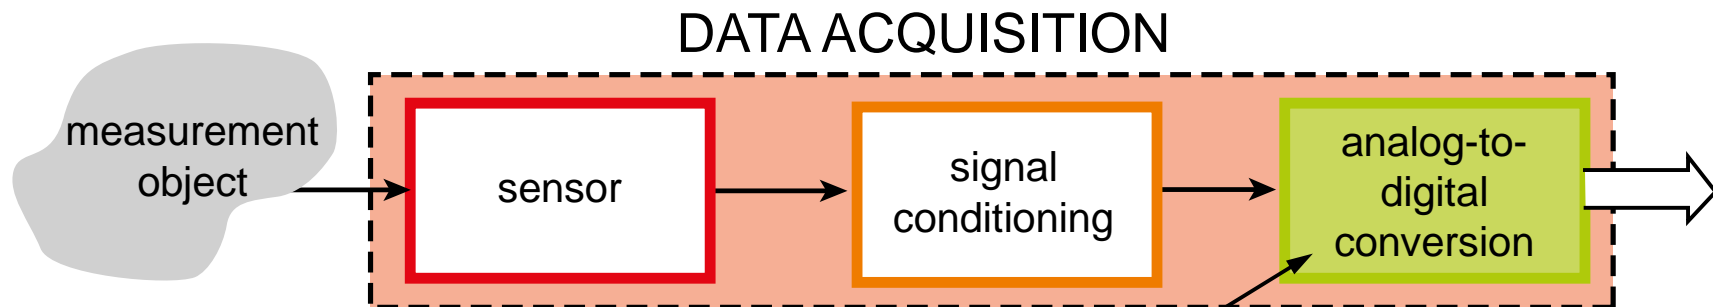 DATA ACQUISITION
measurement
object
sensor
signal
conditioning
analog-to-
digital
conversion